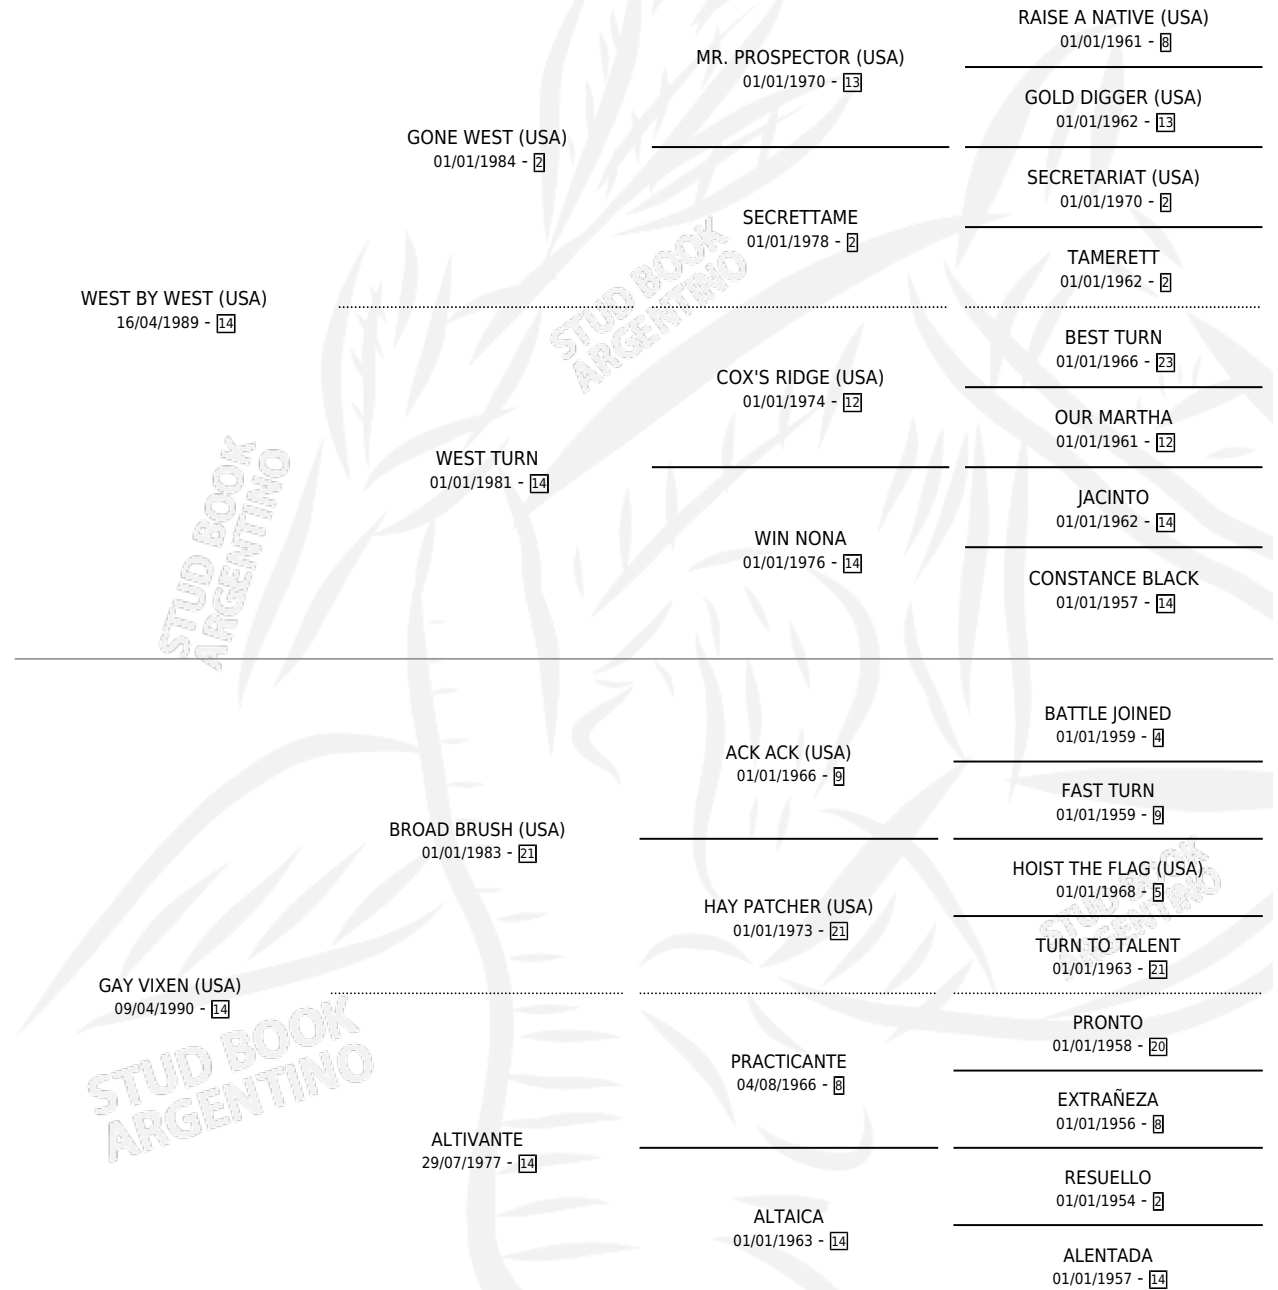 RAISE A NATIVE (USA)
01/01/1961 - 8
MR. PROSPECTOR (USA)
01/01/1970 - 13
GOLD DIGGER (USA)
01/01/1962 - 13
GONE WEST (USA)
01/01/1984 - 2
SECRETARIAT (USA)
01/01/1970 - 2
SECRETTAME
01/01/1978 - 2
TAMERETT
01/01/1962 - 2
WEST BY WEST (USA)
16/04/1989 - 14
BEST TURN
01/01/1966 - 23
COX'S RIDGE (USA)
01/01/1974 - 12
OUR MARTHA
01/01/1961 - 12
WEST TURN
01/01/1981 - 14
JACINTO
01/01/1962 - 14
WIN NONA
01/01/1976 - 14
CONSTANCE BLACK
01/01/1957 - 14
BATTLE JOINED
01/01/1959 - 4
ACK ACK (USA)
01/01/1966 - 9
FAST TURN
01/01/1959 - 9
BROAD BRUSH (USA)
01/01/1983 - 21
HOIST THE FLAG (USA)
01/01/1968 - 5
HAY PATCHER (USA)
01/01/1973 - 21
TURN TO TALENT
01/01/1963 - 21
GAY VIXEN (USA)
09/04/1990 - 14
PRONTO
01/01/1958 - 20
PRACTICANTE
04/08/1966 - 8
EXTRAÑEZA
01/01/1956 - 8
ALTIVANTE
29/07/1977 - 14
RESUELLO
01/01/1954 - 2
ALTAICA
01/01/1963 - 14
ALENTADA
01/01/1957 - 14
STUD BOOK
ARGENTINO
STUD BOOK
ARGENTINO
STUD BOOK
ARGENTINO
STUD BOOK
ARGENTINO